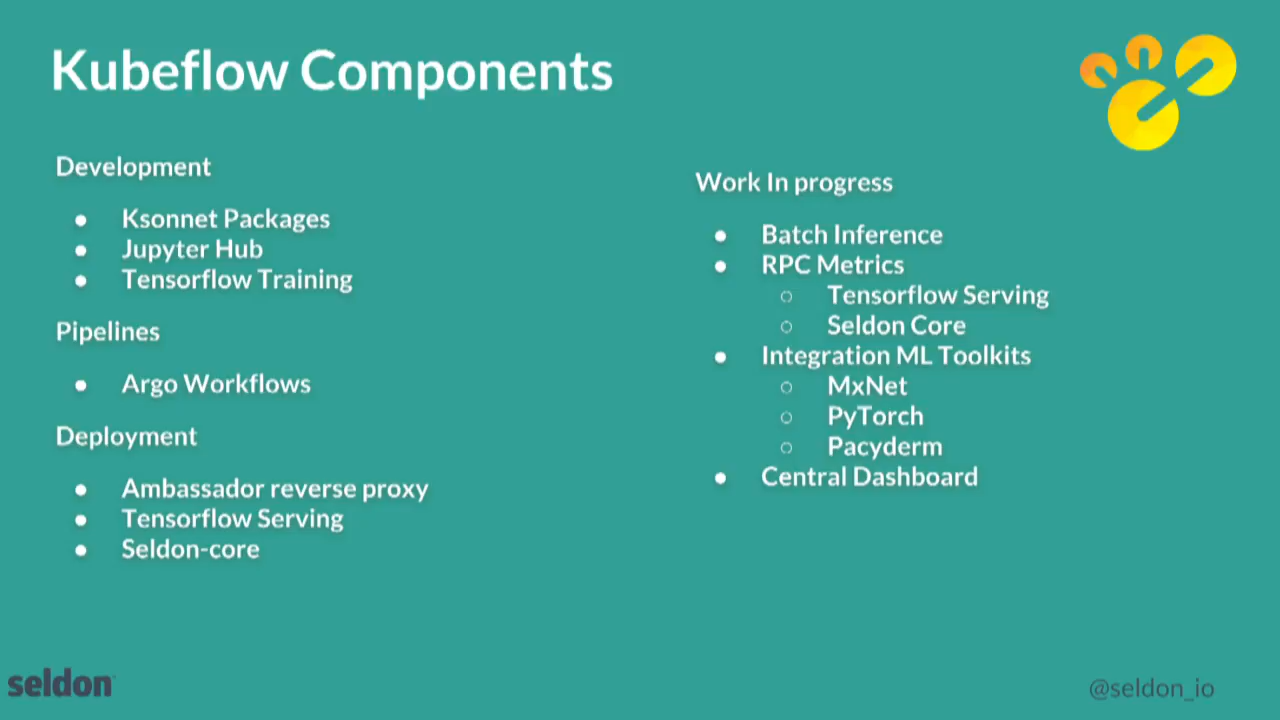 Kubeflow Components
Development
● Ksonnet Packages
● Jupyter Hub
● Tensorflow Training
Pipelines
● Argo Workflows
Deployment
● Ambassador reverse proxy
● Tensorflow Serving
● Seldon-core
Work In progress
● Batch Inference
● RPC Metrics
○ Tensorflow Serving
○ Seldon Core
● Integration ML Toolkits
○ MxNet
○ PyTorch
○ Pacyderm
● Central Dashboard
seldon
@seldon_io